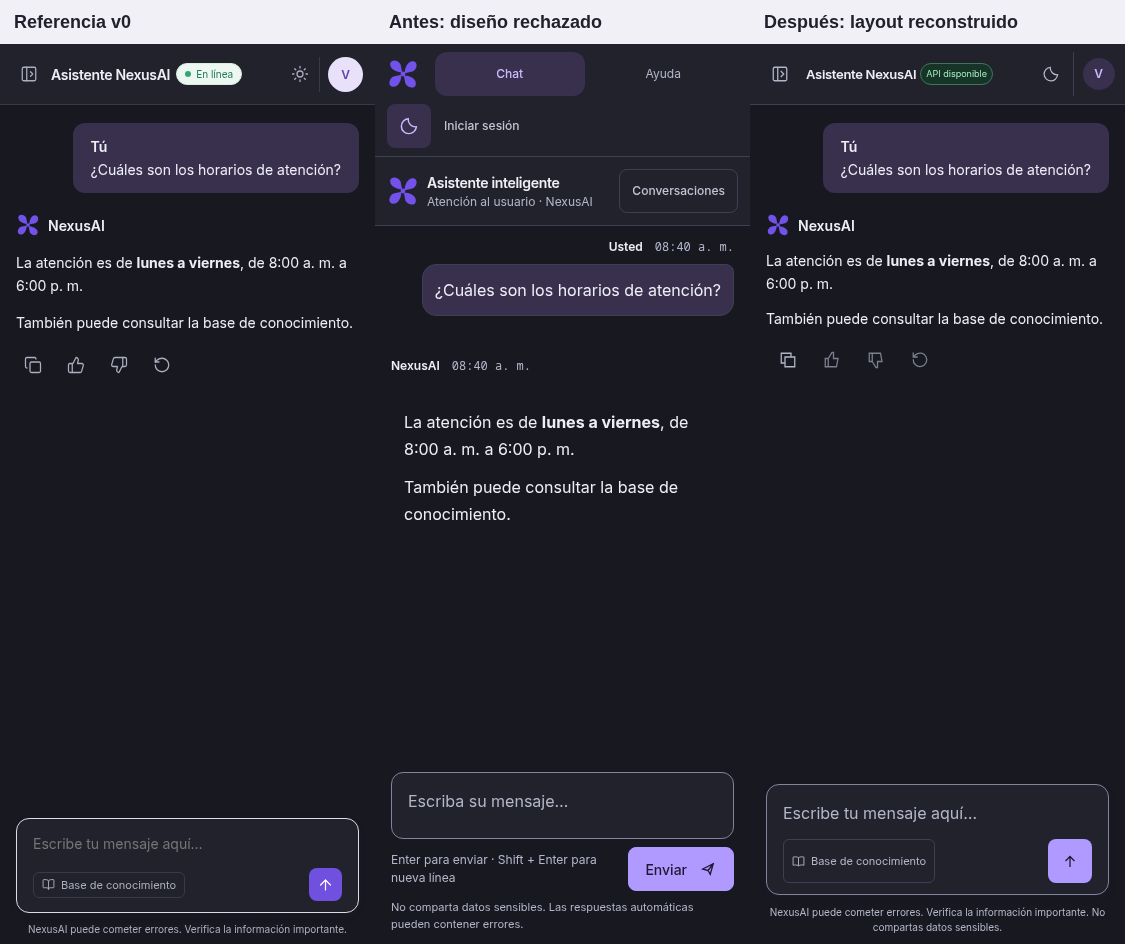 Referencia v0
Asistente NexusAI
En línea
V
Tú
¿Cuáles son los horarios de atención?
NexusAI
La atención es de lunes a viernes, de 8:00 a. m. a
6:00 p. m.
También puede consultar la base de conocimiento.
Escribe tu mensaje aquí...
Base de conocimiento
NexusAI puede cometer errores. Verifica la información importante.
Antes: diseño rechazado
Chat
Ayuda
Iniciar sesión
Asistente inteligente
Atención al usuario · NexusAI
Conversaciones
Usted 08:40 a. m.
¿Cuáles son los horarios de atención?
NexusAI 08:40 a. m.
La atención es de lunes a viernes, de
8:00 a. m. a 6:00 p. m.
También puede consultar la base de
conocimiento.
Escriba su mensaje...
Enter para enviar · Shift + Enter para
nueva línea
Enviar
No comparta datos sensibles. Las respuestas automáticas
pueden contener errores.
Después: layout reconstruido
Asistente NexusAI
API disponible
V
Tú
¿Cuáles son los horarios de atención?
NexusAI
La atención es de lunes a viernes, de 8:00 a. m. a
6:00 p. m.
También puede consultar la base de conocimiento.
Escribe tu mensaje aquí...
Base de conocimiento
NexusAI puede cometer errores. Verifica la información importante. No
compartas datos sensibles.